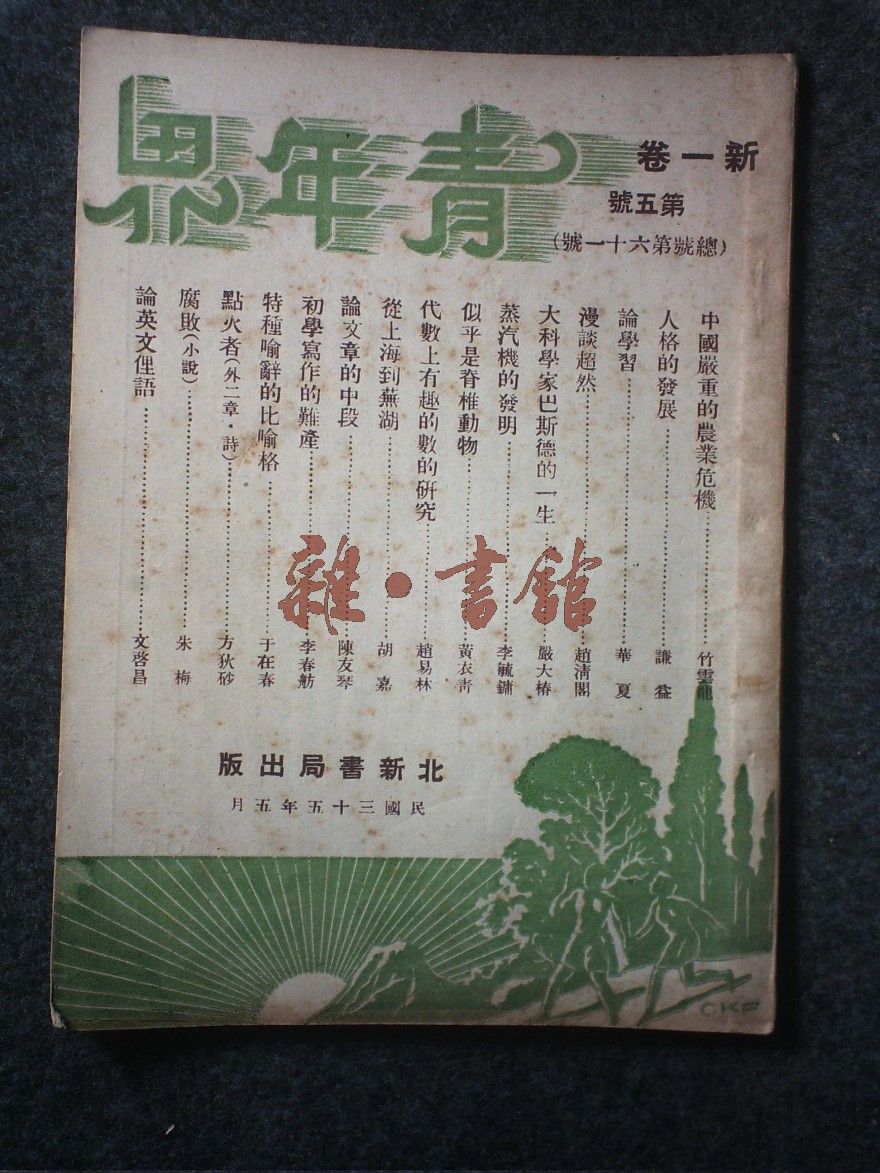 青年界
新一卷
第五號
(總號第六十一號)
中國嚴重的農業危機……竹雲龍
人格的發展……謙益
論學習……華夏
漫談超然……趙清閣
大科學家巴斯德的一生……嚴大椿
蒸汽機的發明……李毓鏞
似乎是脊椎動物……黃衣青
代數上有趣的數的研究……趙易林
從上海到蕪湖……胡嘉
論文章的中段……陳友琴
初學寫作的難產……李春舫
特種喻辭的比喻格……于在春
點火者(外二章·詩)……方狄砂
腐敗(小說)……朱梅
論英文俚語……文啓昌
雜·書館
北新書局出版
民國三十五年五月
CKP